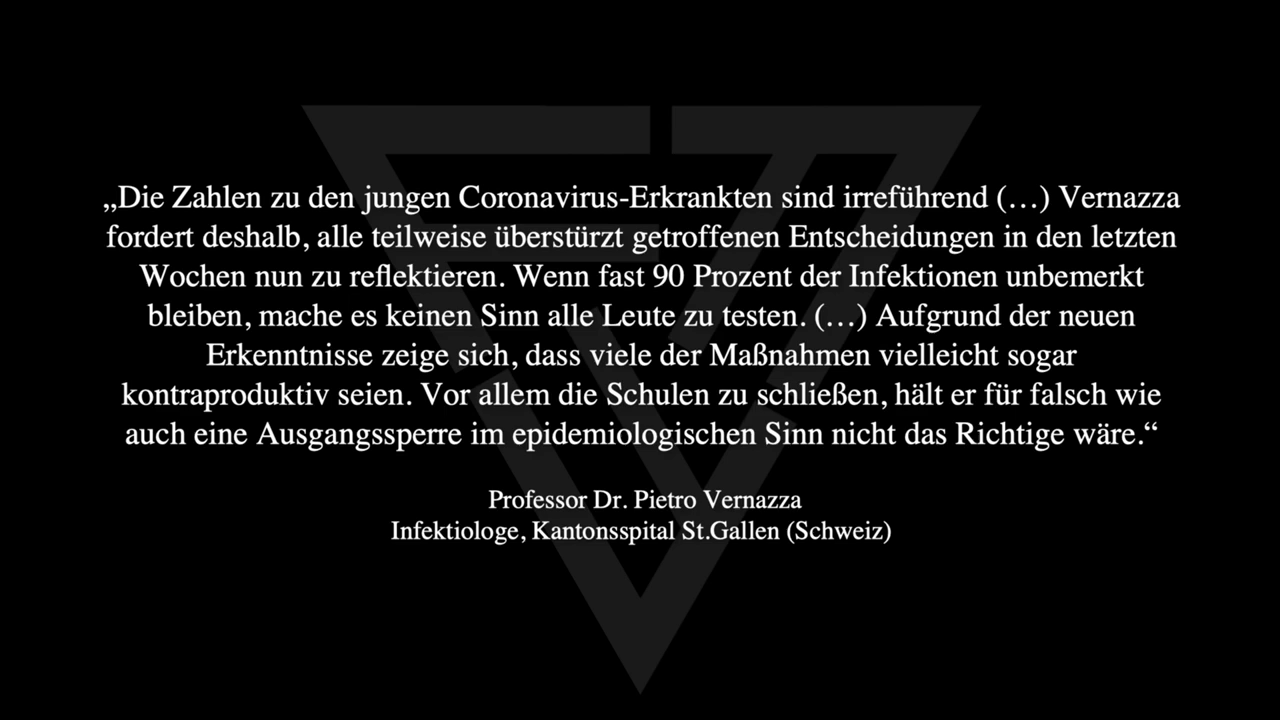 „Die Zahlen zu den jungen Coronavirus-Erkrankten sind irreführend (…) Vernazza
fordert deshalb, alle teilweise überstürzt getroffenen Entscheidungen in den letzten
Wochen nun zu reflektieren. Wenn fast 90 Prozent der Infektionen unbemerkt
bleiben, mache es keinen Sinn alle Leute zu testen. (…) Aufgrund der neuen
Erkenntnisse zeige sich, dass viele der Maßnahmen vielleicht sogar
kontraproduktiv seien. Vor allem die Schulen zu schließen, hält er für falsch wie
auch eine Ausgangssperre im epidemiologischen Sinn nicht das Richtige wäre.“
Professor Dr. Pietro Vernazza
Infektiologe, Kantonsspital St.Gallen (Schweiz)